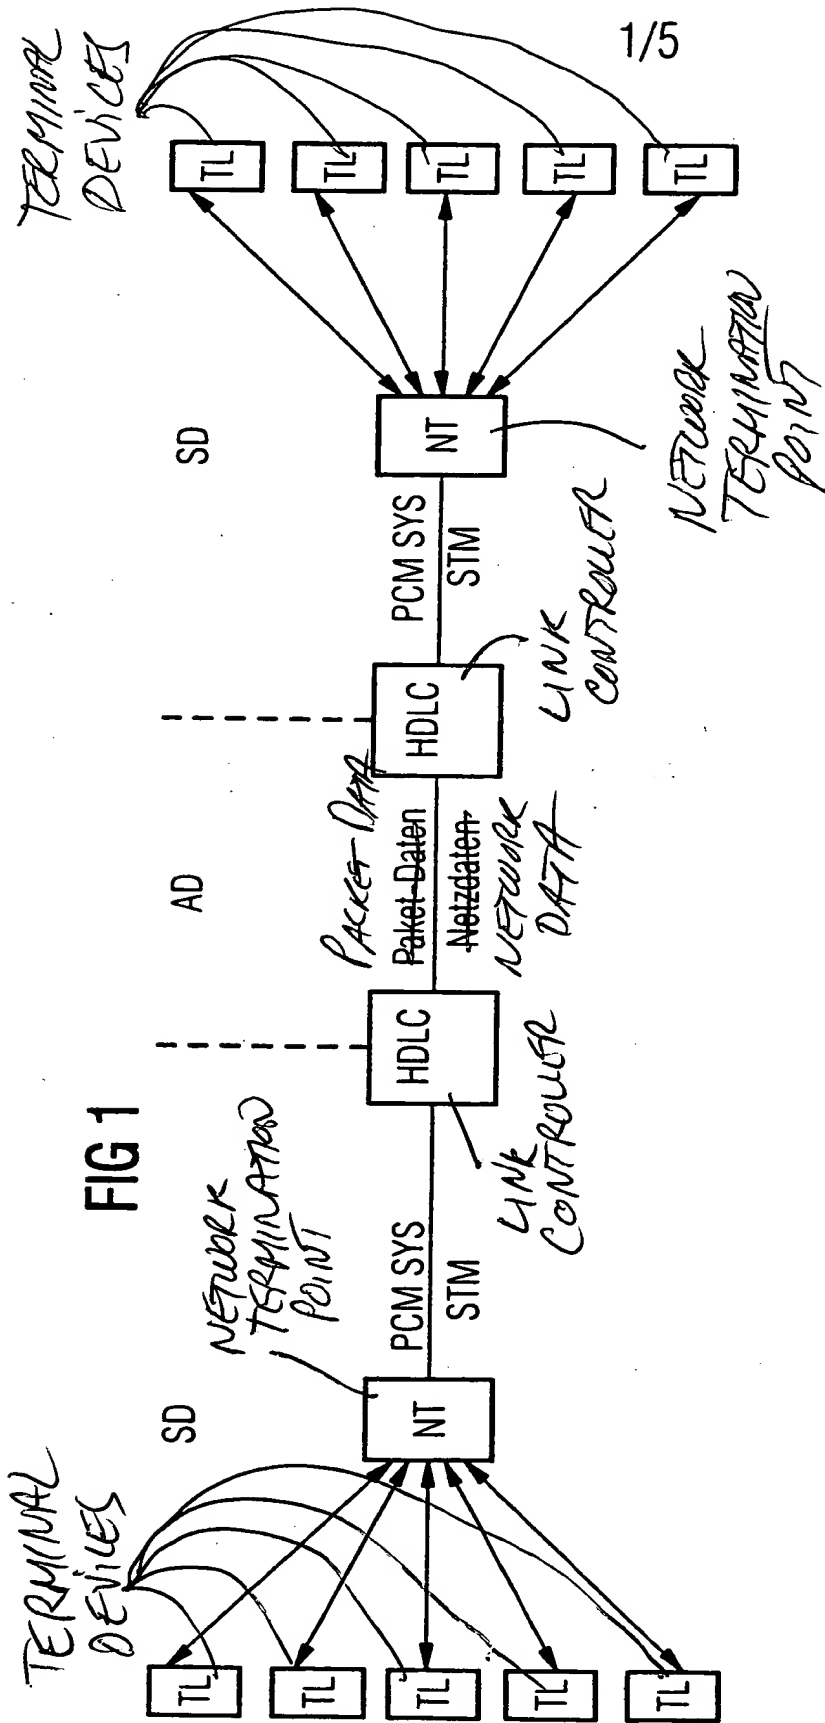 1/5
FIG 1
TERMINAL
DEVICES
SD
NETWORK
TERMINATION
POINT
AD
SD
TERMINAL
DEVICES
TL
TL
TL
TL
TL
NT
PCM SYS
STM
HDLC
LINK
CONTROLLER
PACKET DATA
Paket-Daten
Netzdaten
NETWORK
DATA
HDLC
LINK
CONTROLLER
PCM SYS
STM
NT
NETWORK
TERMINATION
POINT
TL
TL
TL
TL
TL